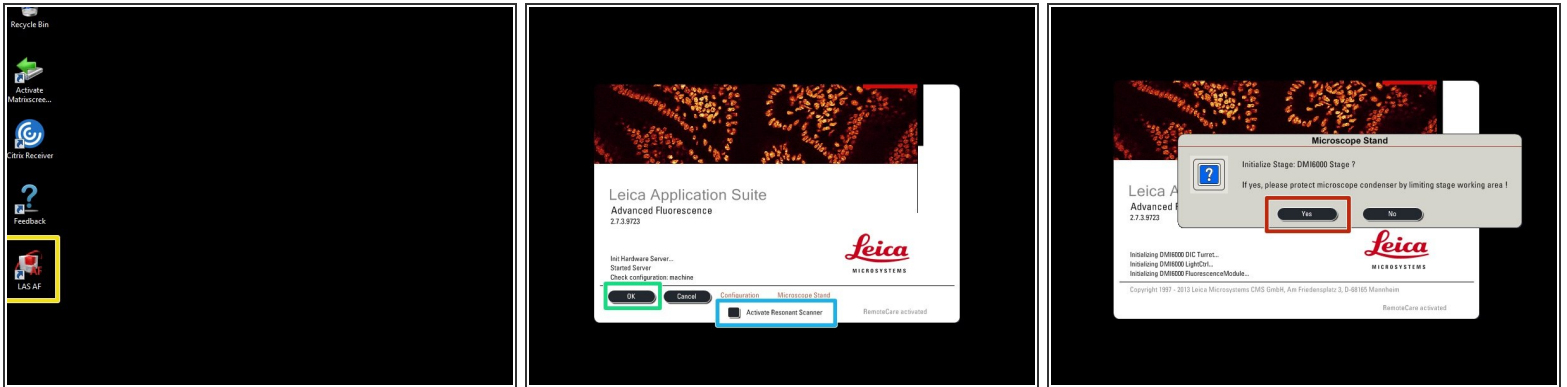 Recycle Bin
Activate
Matrixscree...
Citrix Receiver
Feedback
LAS AF
Leica Application Suite
Advanced Fluorescence
2.7.3.9723
Leica
MICROSYSTEMS
Init Hardware Server...
Started Server
Check configuration: machine
OK
Cancel
Configuration
Microscope Stand
Activate Resonant Scanner
RemoteCare activated
Microscope Stand
Initialize Stage: DMI6000 Stage ?
If yes, please protect microscope condenser by limiting stage working area !
Yes
No
Leica A
Advanced F
2.7.3.9723
Leica
MICROSYSTEMS
Initializing DMI6000 DIC Turret...
Initializing DMI6000 LightCtrl...
Initializing DMI6000 FluorescenceModule...
Copyright 1997 - 2013 Leica Microsystems CMS GmbH, Am Friedensplatz 3, D-68165 Mannheim
RemoteCare activated